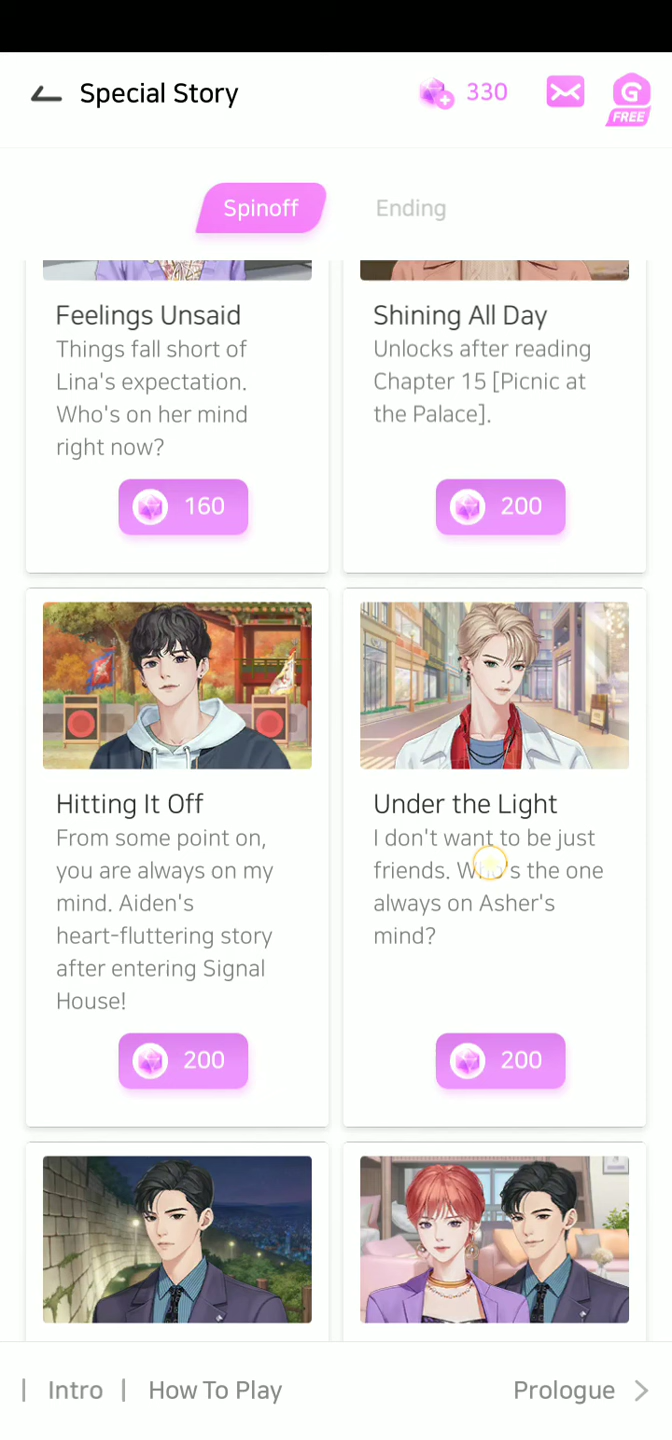 Special Story
330
G
FREE
Spinoff
Ending
Feelings Unsaid
Things fall short of
Lina's expectation.
Who's on her mind
right now?
160
Shining All Day
Unlocks after reading
Chapter 15 [Picnic at
the Palace].
200
Hitting It Off
From some point on,
you are always on my
mind. Aiden's
heart-fluttering story
after entering Signal
House!
200
Under the Light
I don't want to be just
friends. Who's the one
always on Asher's
mind?
200
| Intro | How To Play
Prologue